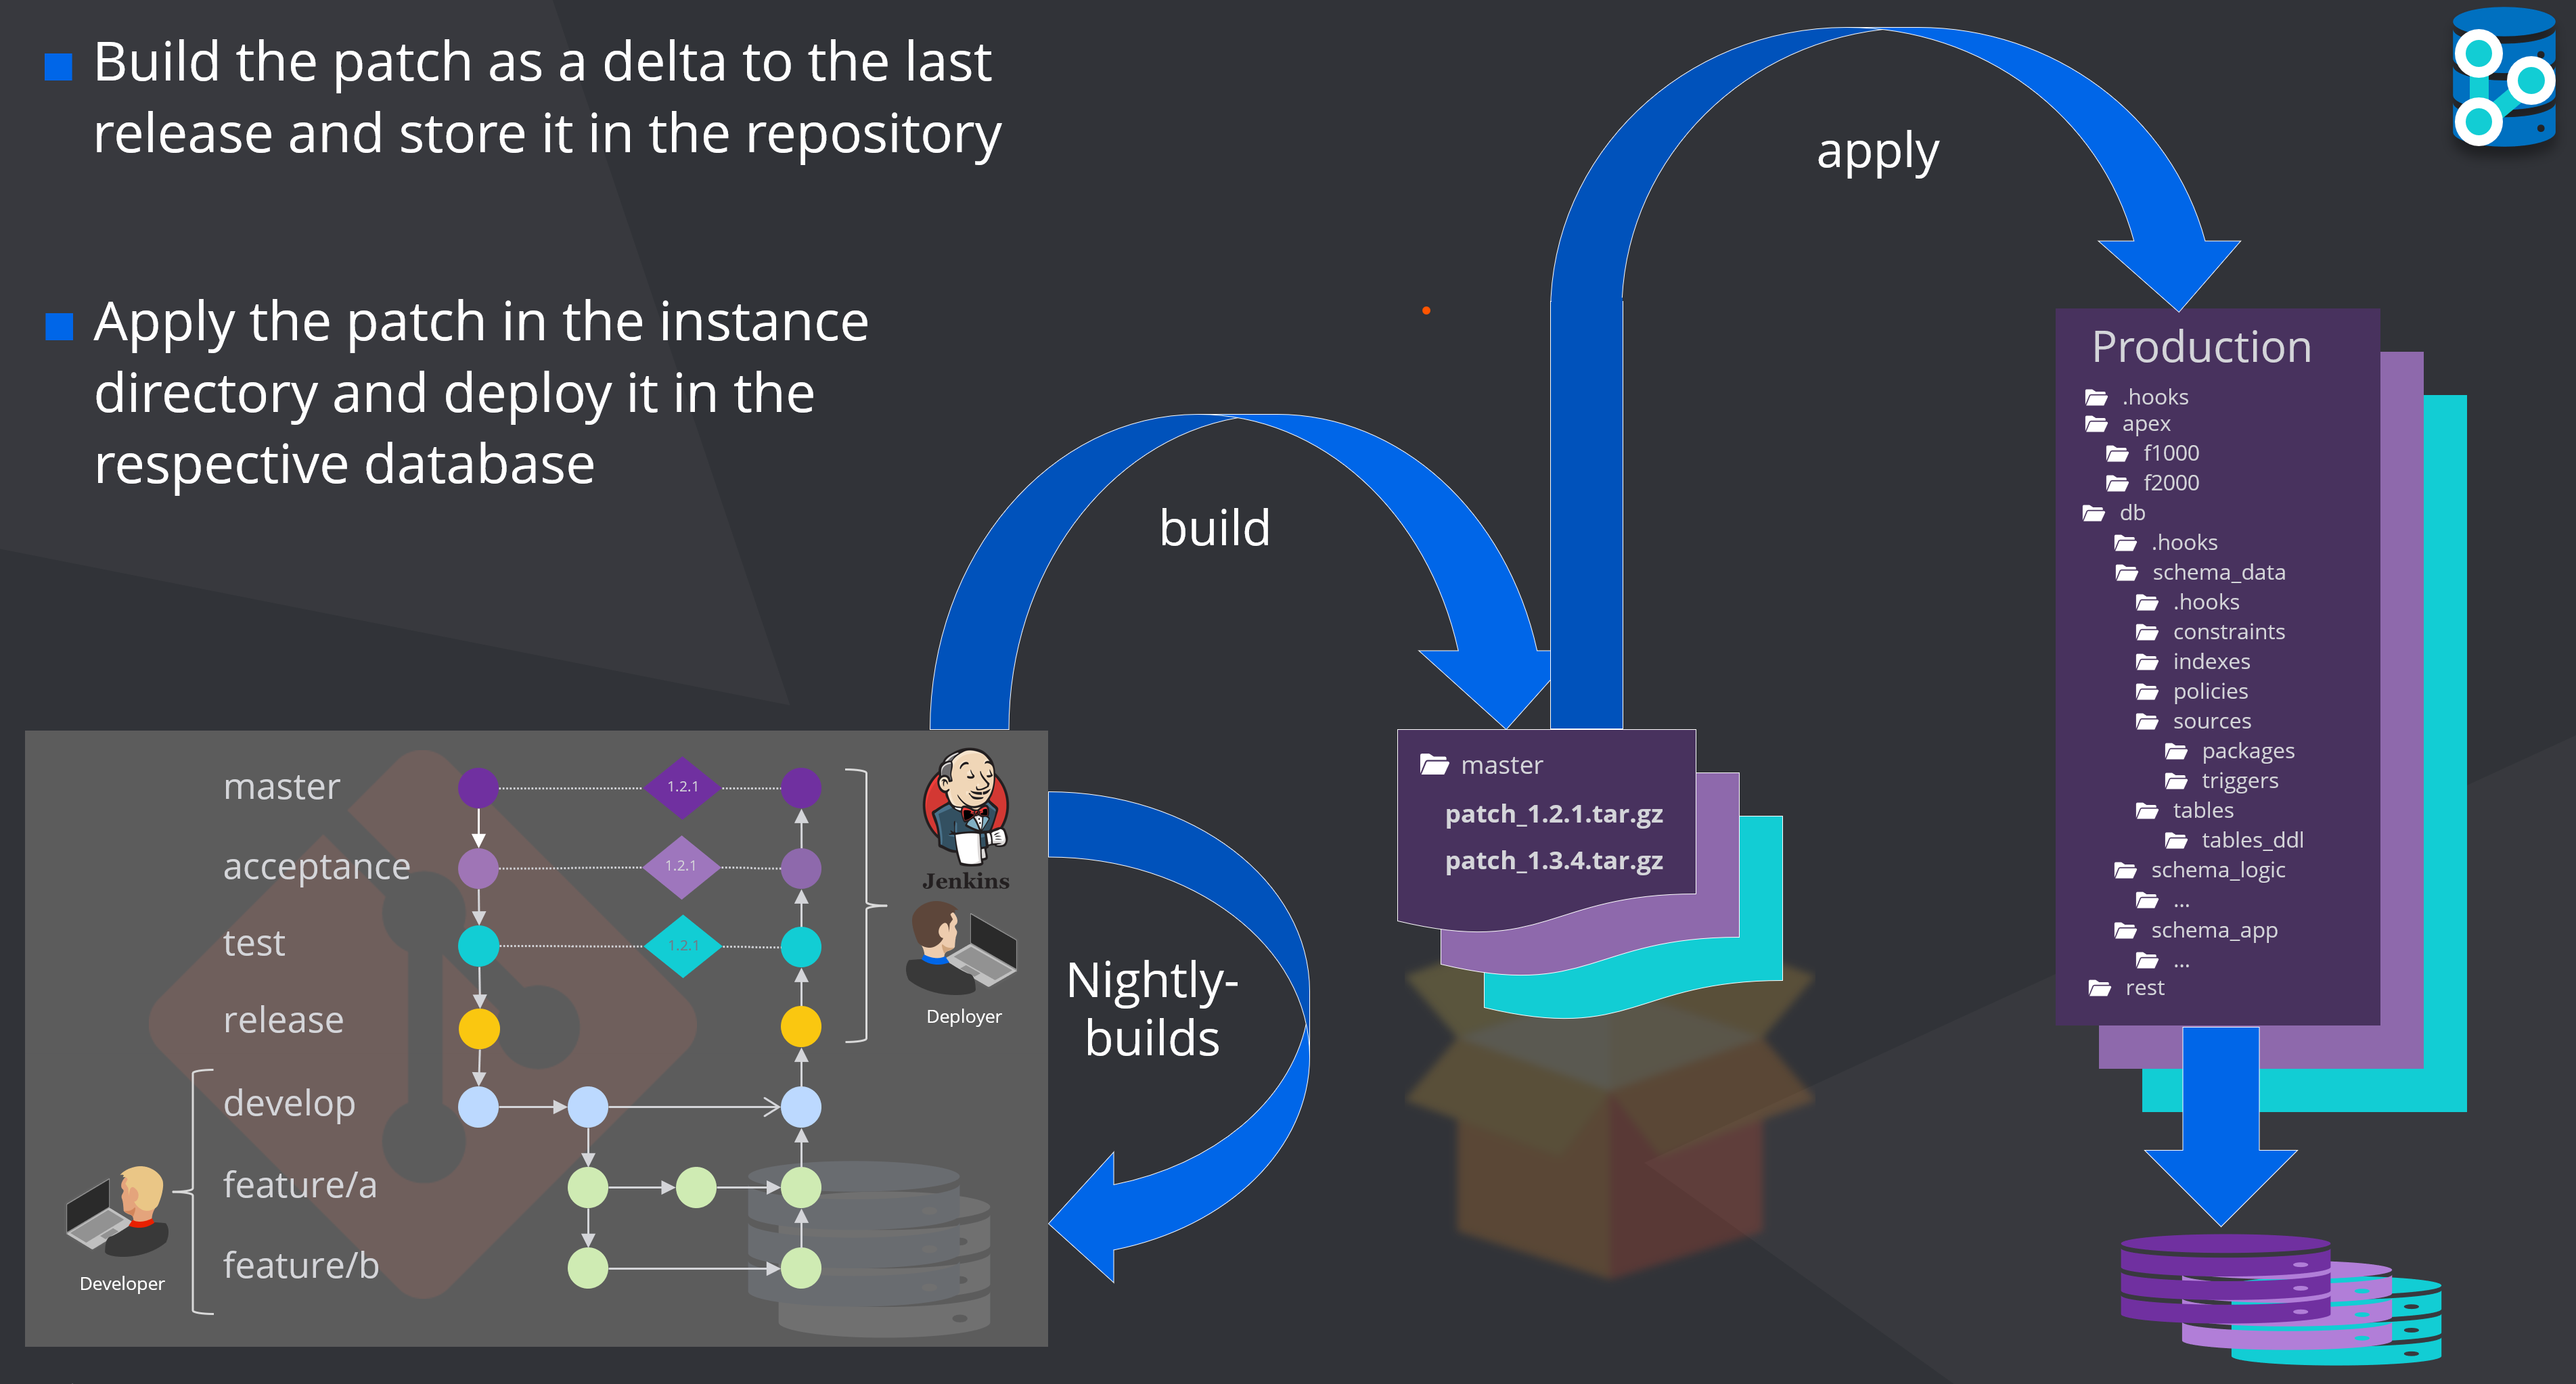 Build the patch as a delta to the last
release and store it in the repository
Apply the patch in the instance
directory and deploy it in the
respective database
build
apply
Nightly-
builds
master
1.2.1
acceptance
1.2.1
test
1.2.1
release
develop
feature/a
feature/b
Developer
Jenkins
Deployer
master
patch_1.2.1.tar.gz
patch_1.3.4.tar.gz
Production
.hooks
apex
f1000
f2000
db
.hooks
schema_data
.hooks
constraints
indexes
policies
sources
packages
triggers
tables
tables_ddl
schema_logic
...
schema_app
...
rest